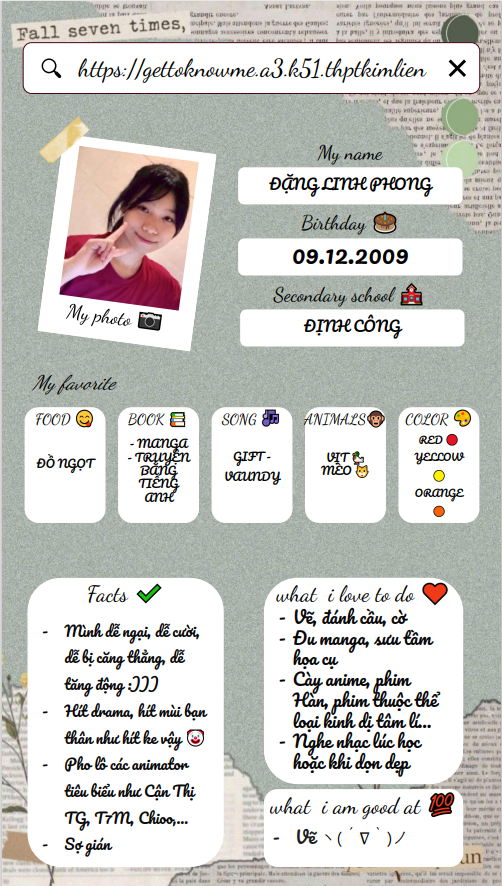 Fall seven times,
https://gettoknowme.a3.k51.thptkimlien
My name
ĐẶNG LINH PHONG
Birthday
09.12.2009
Secondary school
ĐỊNH CÔNG
My photo
My favorite
FOOD
ĐỒ NGỌT
BOOK
- MANGA
- TRUYỆN
BẰNG
TIẾNG
ANH
SONG
GIFT -
VAUNDY
ANIMALS
VỊT
MÈO
COLOR
RED
YELLOW
ORANGE
Facts
- Mình dễ ngại, dễ cười,
dễ bị căng thẳng, dễ
tăng động :)))
- Hít drama, hít mùi bạn
thân như hít ke vậy
- Pho lô các animator
tiêu biểu như Cận Thị
TG, T7M, Chioo,...
- Sợ gián
what i love to do
- Vẽ, đánh cầu, cờ
- Đu manga, sưu tầm
họa cụ
- Cày anime, phim
Hàn, phim thuộc thể
loại kinh dị tâm lí...
- Nghe nhạc lúc học
hoặc khi dọn dẹp
what i am good at 💯
- Vẽ ヽ(´∇`)ノ